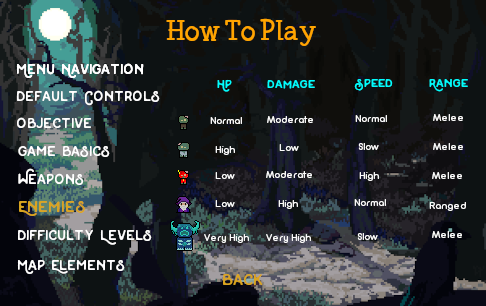 How To Play
HP DAMAGE SPEED RANGE
MENU NAVIGATION
DEFAULT CONTROLS
OBJECTIVE
GAME BASICS
WEAPONS
ENEMIES
DIFFICULTY LEVELS
MAP ELEMENTS
Normal Moderate Normal Melee
High Low Slow Melee
Low Moderate High Melee
Low High Normal Ranged
Very High Very High Slow Melee
BACK